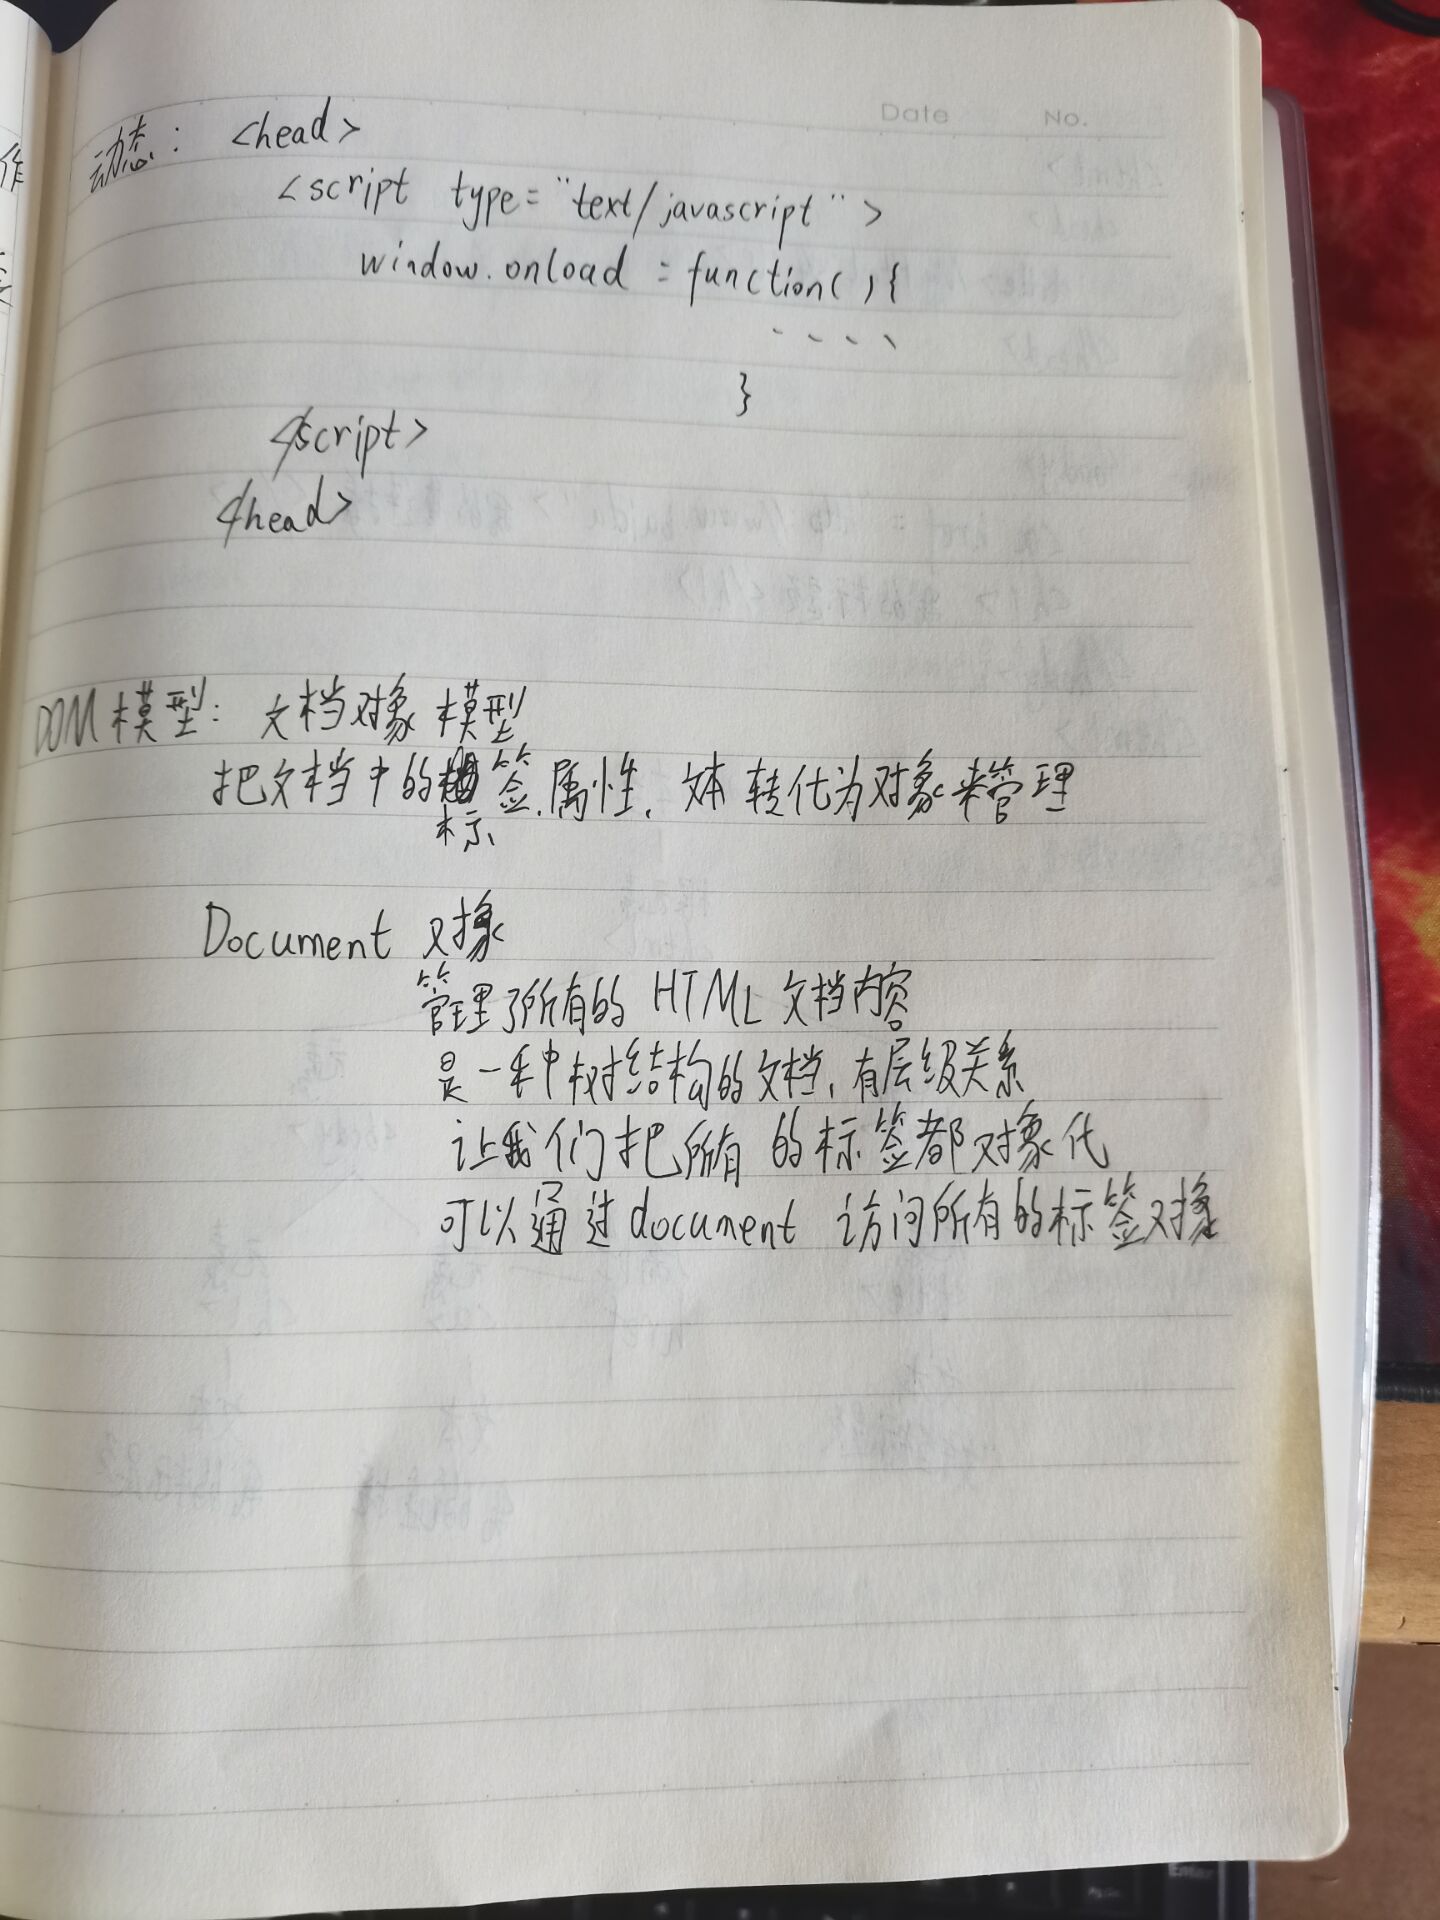 Date No.
动态: <head>
<script type="text/javascript">
window.onload = function(){
....
}
</script>
</head>
DOM模型: 文档对象模型
把文档中的标签、属性、文本转化为对象来管理
Document 对象
管理了所有的 HTML 文档内容
是一种树结构的文档,有层级关系
让我们把所有的标签都对象化
可以通过document 访问所有的标签对象
作
Enter